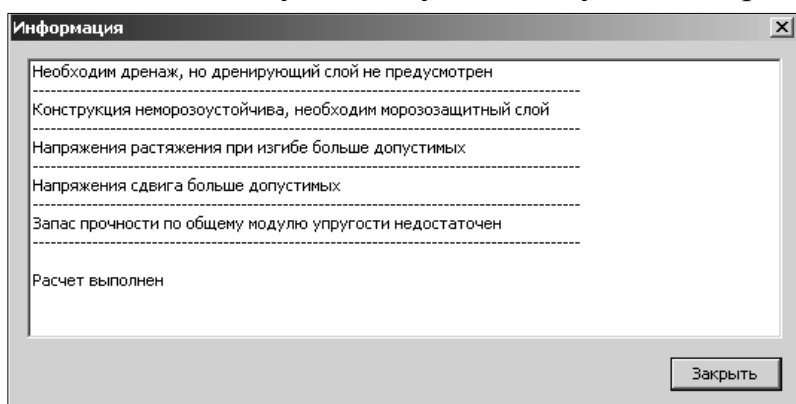 Информация
Необходим дренаж, но дренирующий слой не предусмотрен
Конструкция неморозоустойчива, необходим морозозащитный слой
Напряжения растяжения при изгибе больше допустимых
Напряжения сдвига больше допустимых
Запас прочности по общему модулю упругости недостаточен
Расчет выполнен
Закрыть